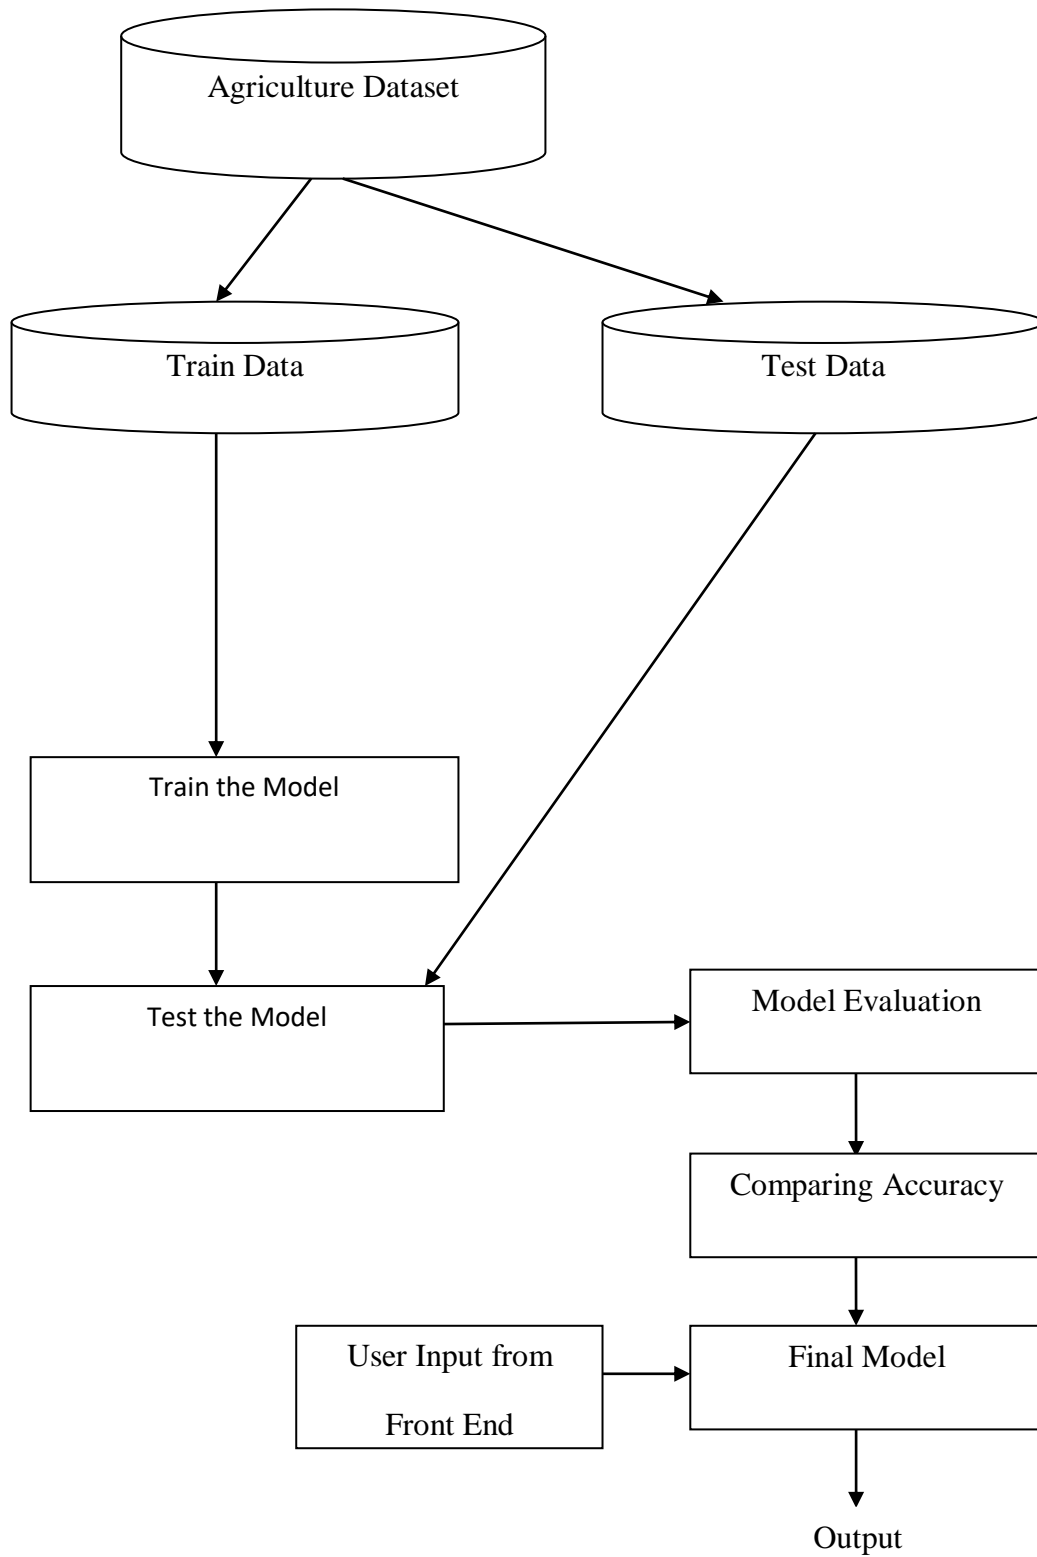 Agriculture Dataset
Train Data
Test Data
Train the Model
Test the Model
Model Evaluation
Comparing Accuracy
User Input from
Front End
Final Model
Output